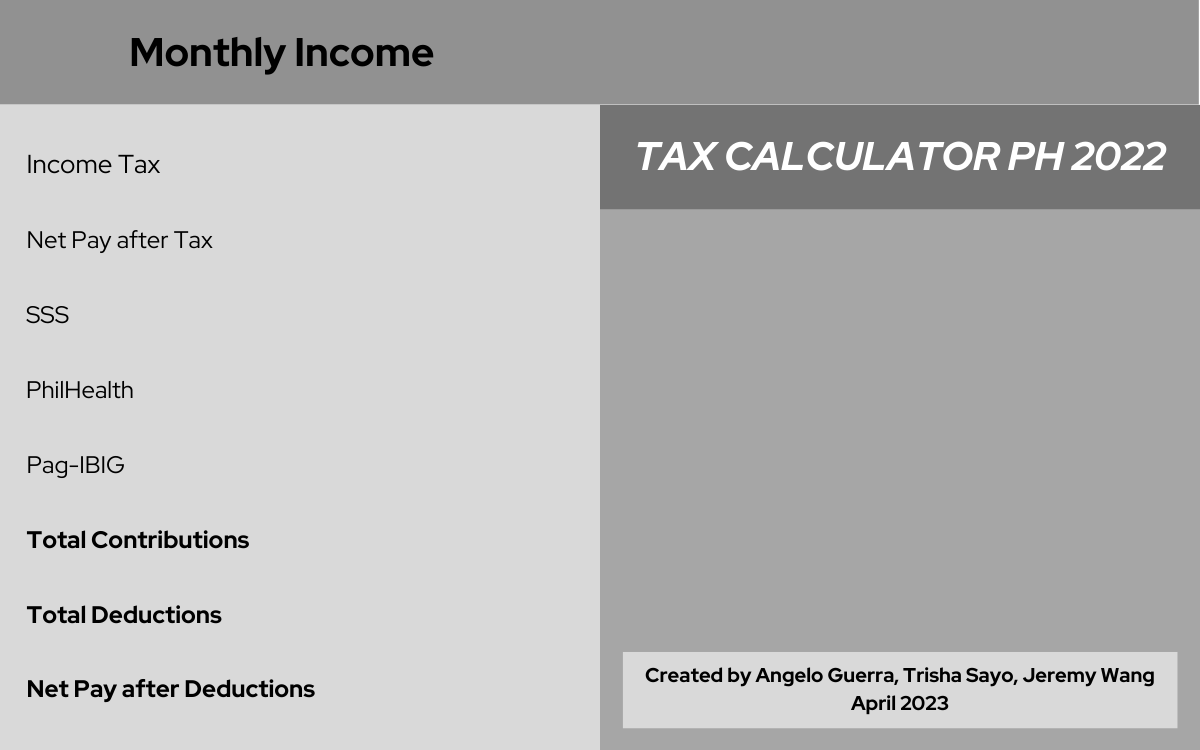 Monthly Income
TAX CALCULATOR PH 2022
Income Tax
Net Pay after Tax
SSS
PhilHealth
Pag-IBIG
Total Contributions
Total Deductions
Net Pay after Deductions
Created by Angelo Guerra, Trisha Sayo, Jeremy Wang
April 2023